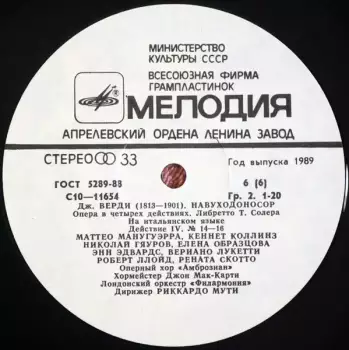 МИНИСТЕРСТВО
КУЛЬТУРЫ СССР
ВСЕСОЮЗНАЯ ФИРМА
ГРАМПЛАСТИНОК
МЕЛОДИЯ
АПРЕЛЕВСКИЙ ОРДЕНА ЛЕНИНА ЗАВОД
СТЕРЕО 33
Год выпуска 1989
ГОСТ 5289-88
6 (6)
С10—11654
Гр. 2. 1-20
Дж. ВЕРДИ (1813—1901). НАВУХОДОНОСОР
Опера в четырех действиях. Либретто Т. Солера
На итальянском языке
Действие IV. № 14—16
МАТТЕО МАНУГУЭРРА, КЕННЕТ КОЛЛИНЗ
НИКОЛАЙ ГЯУРОВ, ЕЛЕНА ОБРАЗЦОВА
ЭНН ЭДВАРДС, ВЕРИАНО ЛУКЕТТИ
РОБЕРТ ЛЛОЙД, РЕНАТА СКОТТО
Оперный хор «Амброзиан»
Хормейстер Джон Мак-Карти
Лондонский оркестр «Филармония»
Дирижер РИККАРДО МУТИ